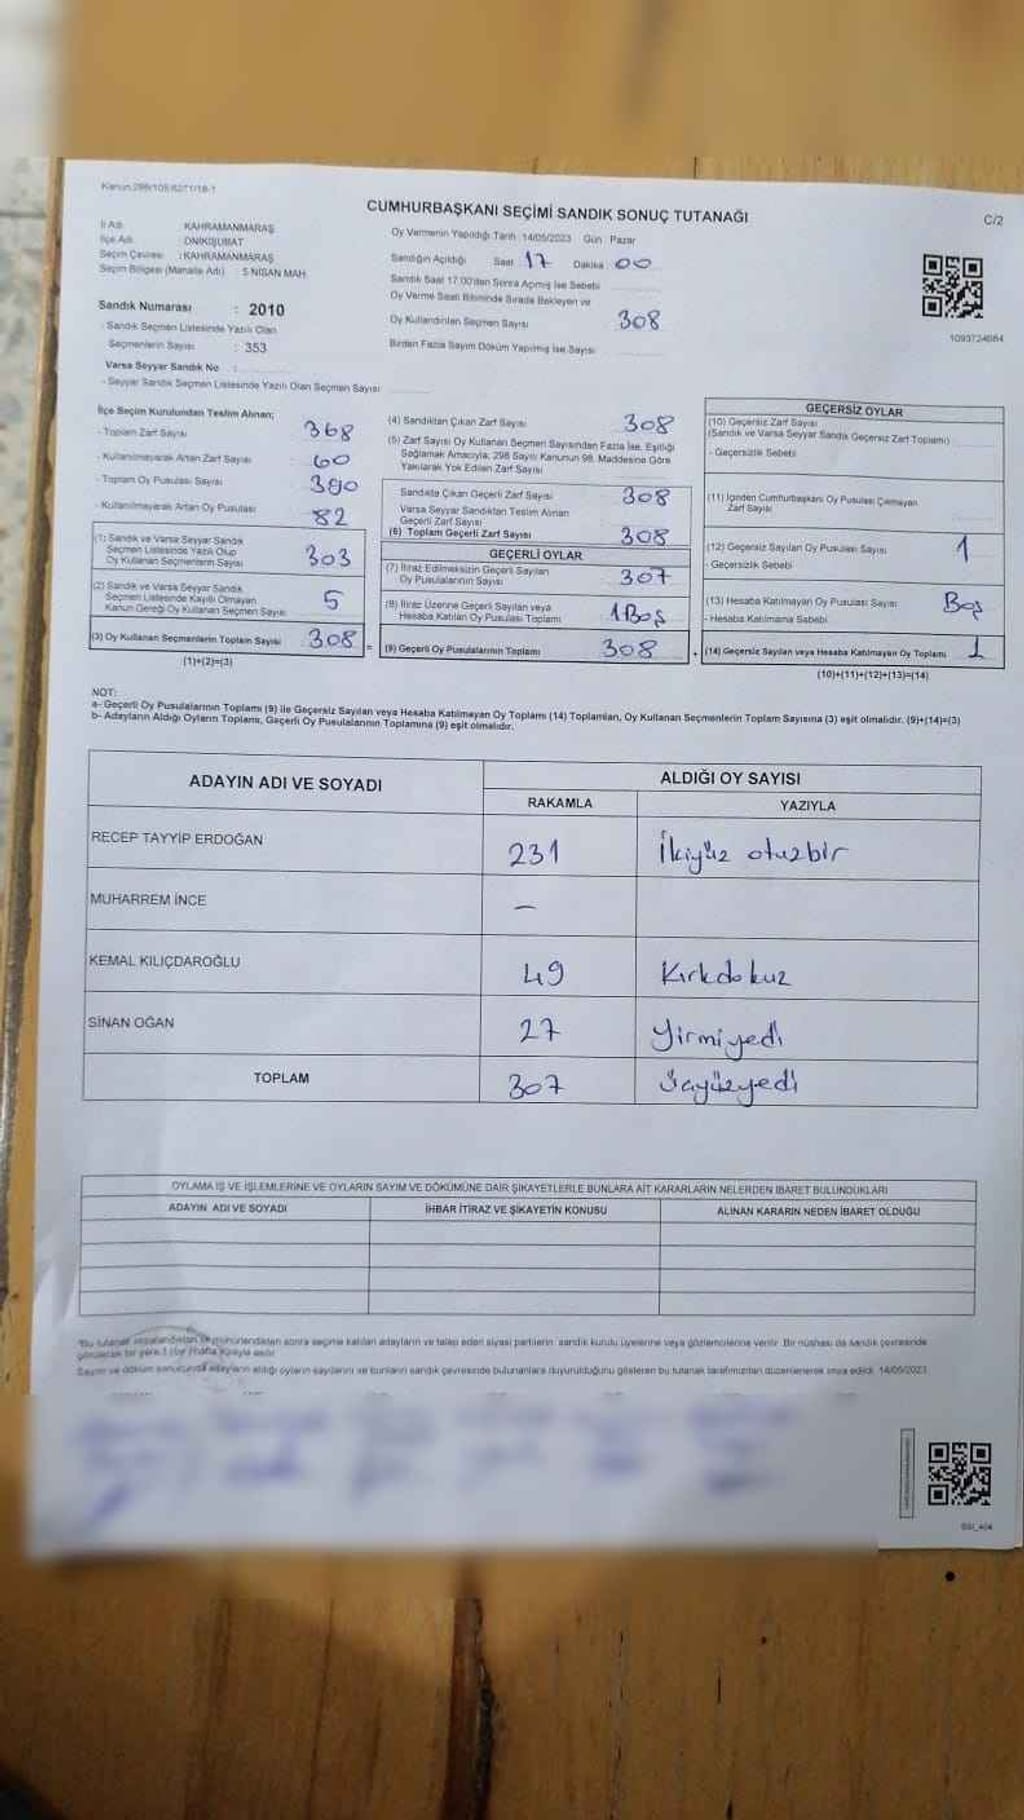 Kanun 298/105/6271/18-1
CUMHURBAŞKANI SEÇİMİ SANDIK SONUÇ TUTANAĞI
C/2
İl Adı KAHRAMANMARAŞ
İlçe Adı ONİKİŞUBAT
Seçim Çevresi :KAHRAMANMARAŞ
Seçim Bölgesi (Mahalle Adı) 5 NİSAN MAH.
Sandık Numarası : 2010
- Sandık Seçmen Listesinde Yazılı Olan
Seçmenlerin Sayısı : 353
Varsa Seyyar Sandık No :
- Seyyar Sandık Seçmen Listesinde Yazılı Olan Seçmen Sayısı
Oy Vermenin Yapıldığı Tarih 14/05/2023 Gün Pazar
Sandığın Açıldığı Saat 17 Dakika 00
Sandık Saat 17.00'den Sonra Açmış İse Sebebi
Oy Verme Saati Bitiminde Sırada Bekleyen ve
Oy Kullandırılan Seçmen Sayısı 308
Birden Fazla Sayım Döküm Yapılmış İse Sayısı
1093724684
İlçe Seçim Kurulundan Teslim Alınan;
- Toplam Zarf Sayısı 368
- Kullanılmayarak Artan Zarf Sayısı 60
- Toplam Oy Pusulası Sayısı 390
- Kullanılmayarak Artan Oy Pusulası 82
(1) Sandık ve Varsa Seyyar Sandık
Seçmen Listesinde Yazılı Olup
Oy Kullanan Seçmenlerin Sayısı 303
(2) Sandık ve Varsa Seyyar Sandık
Seçmen Listesinde Kayıtlı Olmayan
Kanun Gereği Oy Kullanan Seçmen Sayısı 5
(3) Oy Kullanan Seçmenlerin Toplam Sayısı 308
(1)+(2)=(3)
(4) Sandıktan Çıkan Zarf Sayısı 308
(5) Zarf Sayısı Oy Kullanan Seçmen Sayısından Fazla İse, Eşitliği
Sağlamak Amacıyla, 298 Sayılı Kanunun 98. Maddesine Göre
Yakılarak Yok Edilen Zarf Sayısı
Sandıkta Çıkan Geçerli Zarf Sayısı 308
Varsa Seyyar Sandıktan Teslim Alınan
Geçerli Zarf Sayısı
(6) Toplam Geçerli Zarf Sayısı 308
GEÇERLİ OYLAR
(7) İtiraz Edilmeksizin Geçerli Sayılan
Oy Pusulalarının Sayısı 307
(8) İtiraz Üzerine Geçerli Sayılan veya
Hesaba Katılan Oy Pusulası Toplamı 1 Boş
= (9) Geçerli Oy Pusulalarının Toplamı 308
GEÇERSİZ OYLAR
(10) Geçersiz Zarf Sayısı
(Sandık ve Varsa Seyyar Sandık Geçersiz Zarf Toplamı)
- Geçersizlik Sebebi
(11) İçinden Cumhurbaşkanı Oy Pusulası Çıkmayan
Zarf Sayısı
(12) Geçersiz Sayılan Oy Pusulası Sayısı 1
- Geçersizlik Sebebi
(13) Hesaba Katılmayan Oy Pusulası Sayısı Boş
- Hesaba Katılmama Sebebi
+ (14) Geçersiz Sayılan veya Hesaba Katılmayan Oy Toplamı 1
(10)+(11)+(12)+(13)=(14)
NOT:
a- Geçerli Oy Pusulalarının Toplamı (9) ile Geçersiz Sayılan veya Hesaba Katılmayan Oy Toplamı (14) Toplamları, Oy Kullanan Seçmenlerin Toplam Sayısına (3) eşit olmalıdır. (9)+(14)=(3)
b- Adayların Aldığı Oyların Toplamı, Geçerli Oy Pusulalarının Toplamına (9) eşit olmalıdır.
ADAYIN ADI VE SOYADI
ALDIĞI OY SAYISI
RAKAMLA YAZIYLA
RECEP TAYYİP ERDOĞAN 231 İkiyüz otuzbir
MUHARREM İNCE –
KEMAL KILIÇDAROĞLU 49 Kırkdokuz
SİNAN OĞAN 27 Yirmiyedi
TOPLAM 307 üçyüzyedi
OYLAMA İŞ VE İŞLEMLERİNE VE OYLARIN SAYIM VE DÖKÜMÜNE DAİR ŞİKAYETLERLE BUNLARA AİT KARARLARIN NELERDEN İBARET BULUNDUKLARI
ADAYIN ADI VE SOYADI İHBAR İTİRAZ VE ŞİKAYETİN KONUSU ALINAN KARARIN NEDEN İBARET OLDUĞU
Bu tutanak imzalandıktan ve mühürlendikten sonra seçime katılan adayların ve talep eden siyasi partilerin sandık kurulu üyelerine veya gözlemcilerine verilir. Bir nüshası da sandık çevresinde
görülecek bir yere 1 (bir) hafta süreyle asılır.
Sayım ve döküm sonucunda adayların aldığı oyların sayılarını ve bunların sandık çevresinde bulunanlara duyurulduğunu gösteren bu tutanak tarafımızdan düzenlenerek imza edildi. 14/05/2023